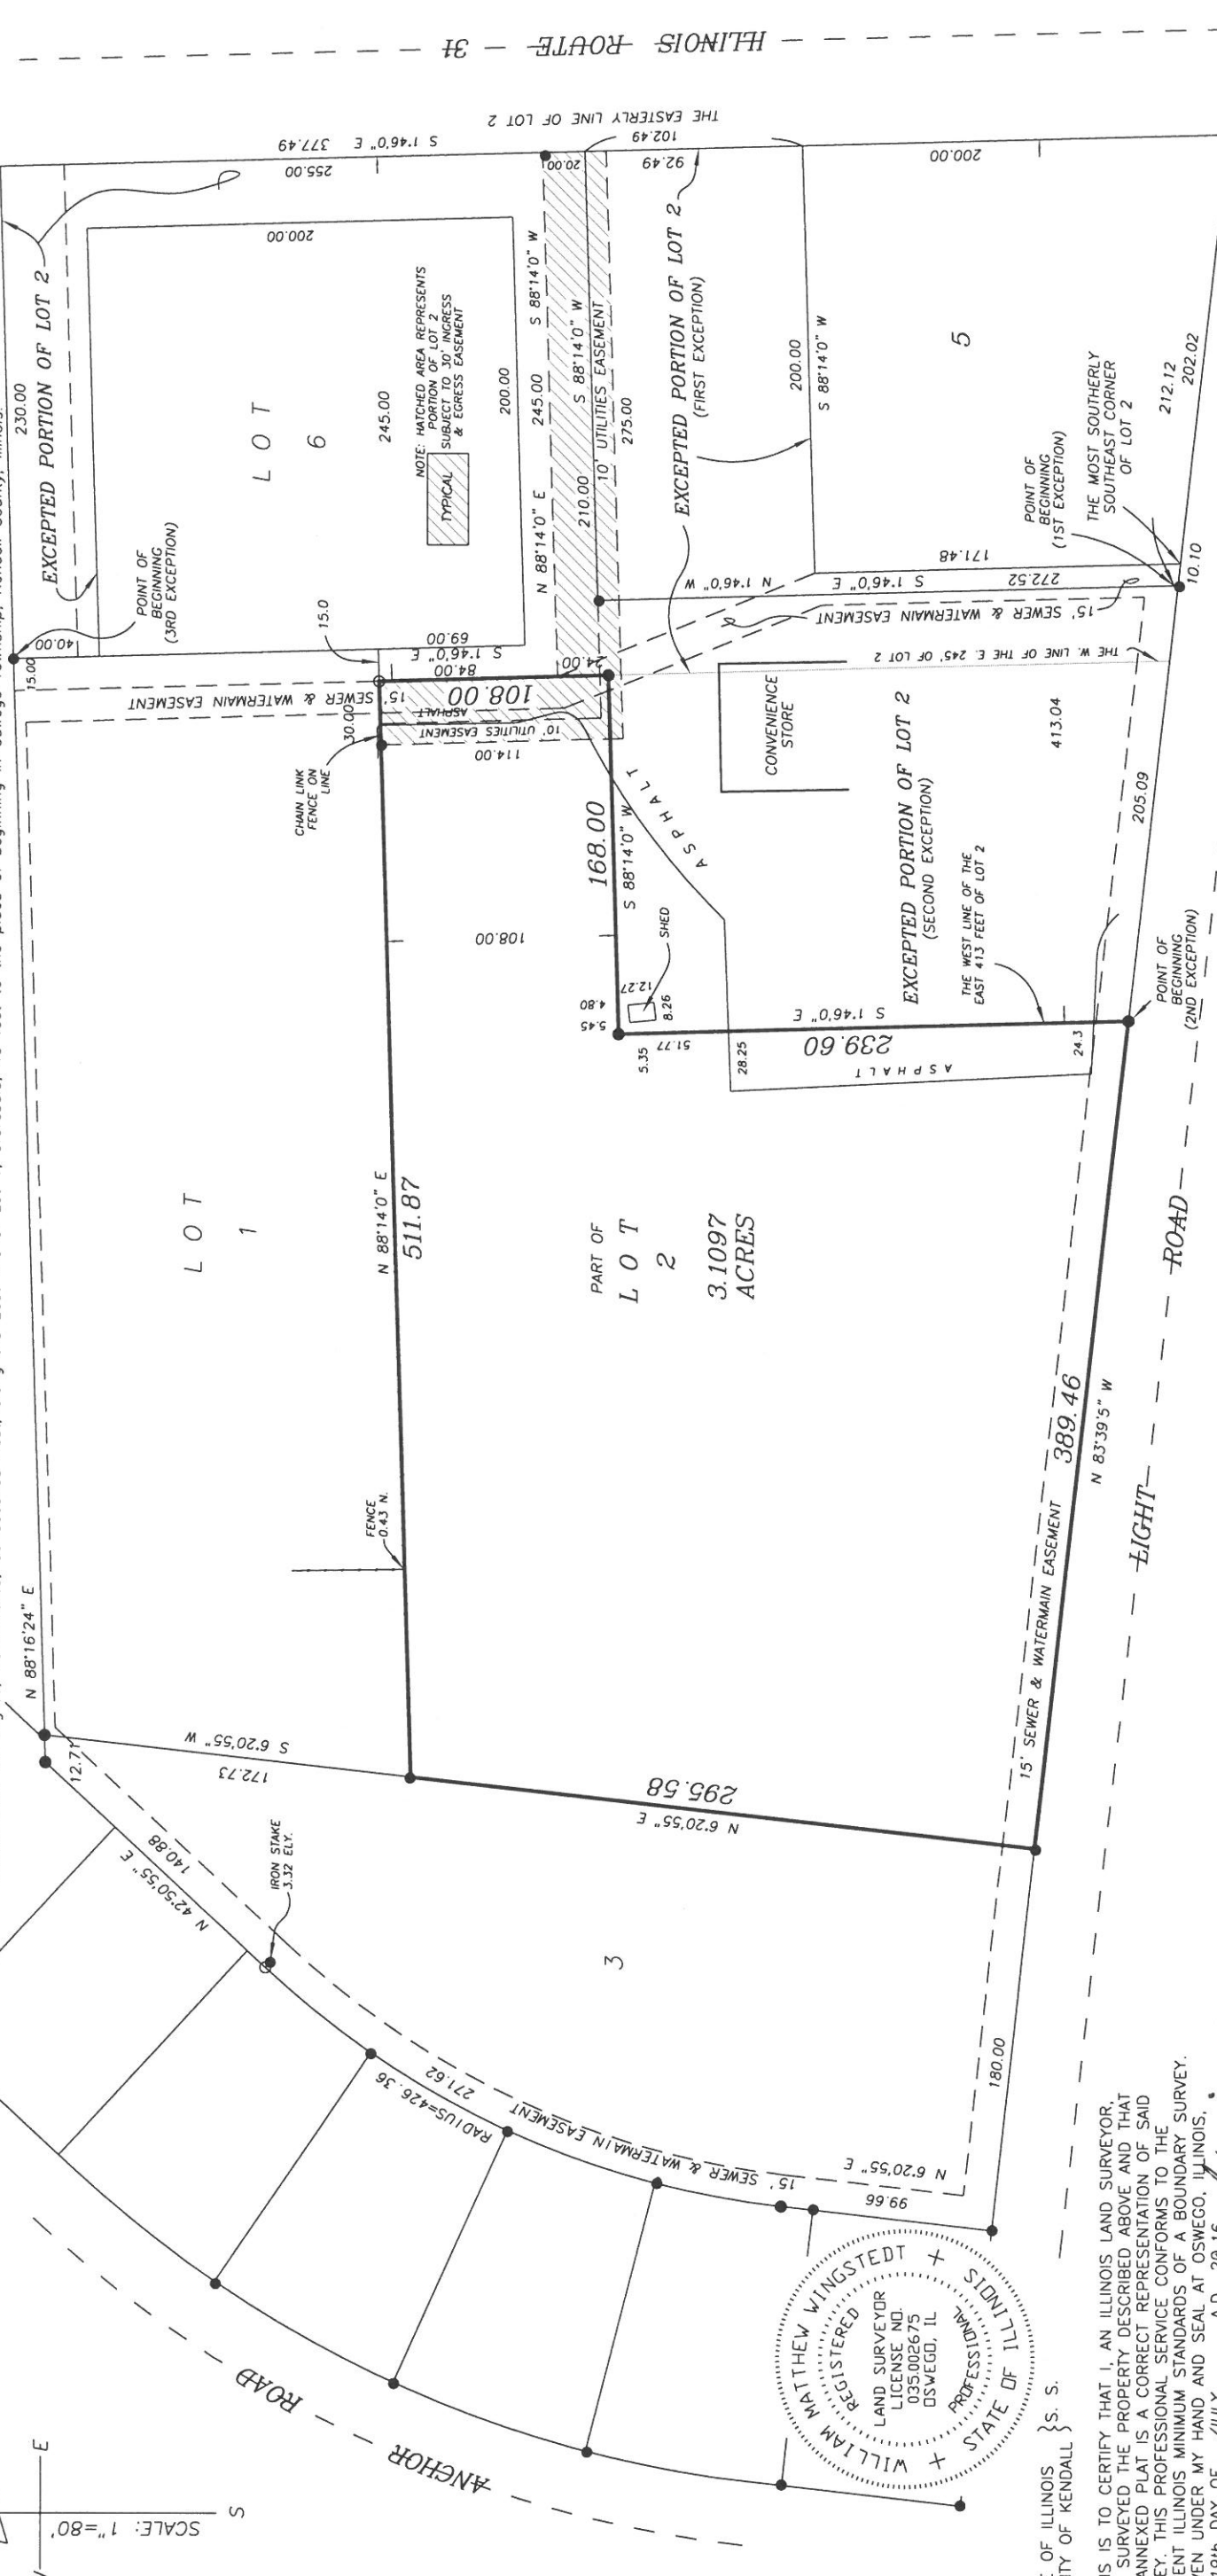 ILLINOIS ROUTE 31
THE EASTERLY LINE OF LOT 2
S 1°46'0" E 377.49
102.49
255.00
20.00
92.49
200.00
230.00
EXCEPTED PORTION OF LOT 2
200.00
LOT
6
245.00
NOTE: HATCHED AREA REPRESENTS
PORTION OF LOT 2
SUBJECT TO 30' INGRESS
& EGRESS EASEMENT
TYPICAL
200.00
N 88°14'0" E 245.00 S 88°14'0" W
210.00 S 88°14'0" W
10' UTILITIES EASEMENT
275.00
EXCEPTED PORTION OF LOT 2
(FIRST EXCEPTION)
200.00
S 88°14'0" W
5
POINT OF
BEGINNING
(1ST EXCEPTION)
THE MOST SOUTHERLY
SOUTHEAST CORNER
OF LOT 2
212.12
202.02
10.10
171.48
S 1°46'0" E 272.52
N 1°46'0" W
15' SEWER & WATERMAIN EASEMENT
THE W. LINE OF THE E. 245' OF LOT 2
40.00
15.00
POINT OF
BEGINNING
(3RD EXCEPTION)
15.0
69.00
S 1°46'0" E
84.00
24.00
108.00
15' SEWER & WATERMAIN EASEMENT
ASPHALT
10' UTILITIES EASEMENT
30.00
114.00
CHAIN LINK
FENCE ON
LINE
CONVENIENCE
STORE
EXCEPTED PORTION OF LOT 2
(SECOND EXCEPTION)
413.04
205.09
ASPHALT
168.00
S 88°14'0" W
108.00
SHED
12.27
8.26
4.80
5.45
5.35
51.77
28.25
S 1°46'0" E
239.60
24.3
ASPHALT
THE WEST LINE OF THE
EAST 413 FEET OF LOT 2
POINT OF
BEGINNING
(2ND EXCEPTION)
LOT
1
N 88°14'0" E
511.87
PART OF
LOT
2
3.1097
ACRES
FENCE
0.43 N.
15' SEWER & WATERMAIN EASEMENT
389.46
N 83°39'5" W
LIGHT ROAD
N 88°16'24" E
S 6°20'55" W
172.73
12.71
295.58
N 6°20'55" E
140.88
N 42°50'55" E
IRON STAKE
3.32 ELY.
3
271.62
RADIUS=426.36
15' SEWER & WATERMAIN EASEMENT
N 6°20'55" E
99.66
180.00
ANCHOR ROAD
E
S
SCALE: 1"=80'
WILLIAM MATTHEW WINGSTEDT
STATE OF ILLINOIS
REGISTERED
PROFESSIONAL
LAND SURVEYOR
LICENSE NO.
035.002675
OSWEGO, IL
OF ILLINOIS
OF KENDALL } S. S.
IS TO CERTIFY THAT I, AN ILLINOIS LAND SURVEYOR,
SURVEYED THE PROPERTY DESCRIBED ABOVE AND THAT
ANNEXED PLAT IS A CORRECT REPRESENTATION OF SAID
THIS PROFESSIONAL SERVICE CONFORMS TO THE
ILLINOIS MINIMUM STANDARDS OF A BOUNDARY SURVEY.
UNDER MY HAND AND SEAL AT OSWEGO, ILLINOIS,
DAY OF JULY A.D. 2016